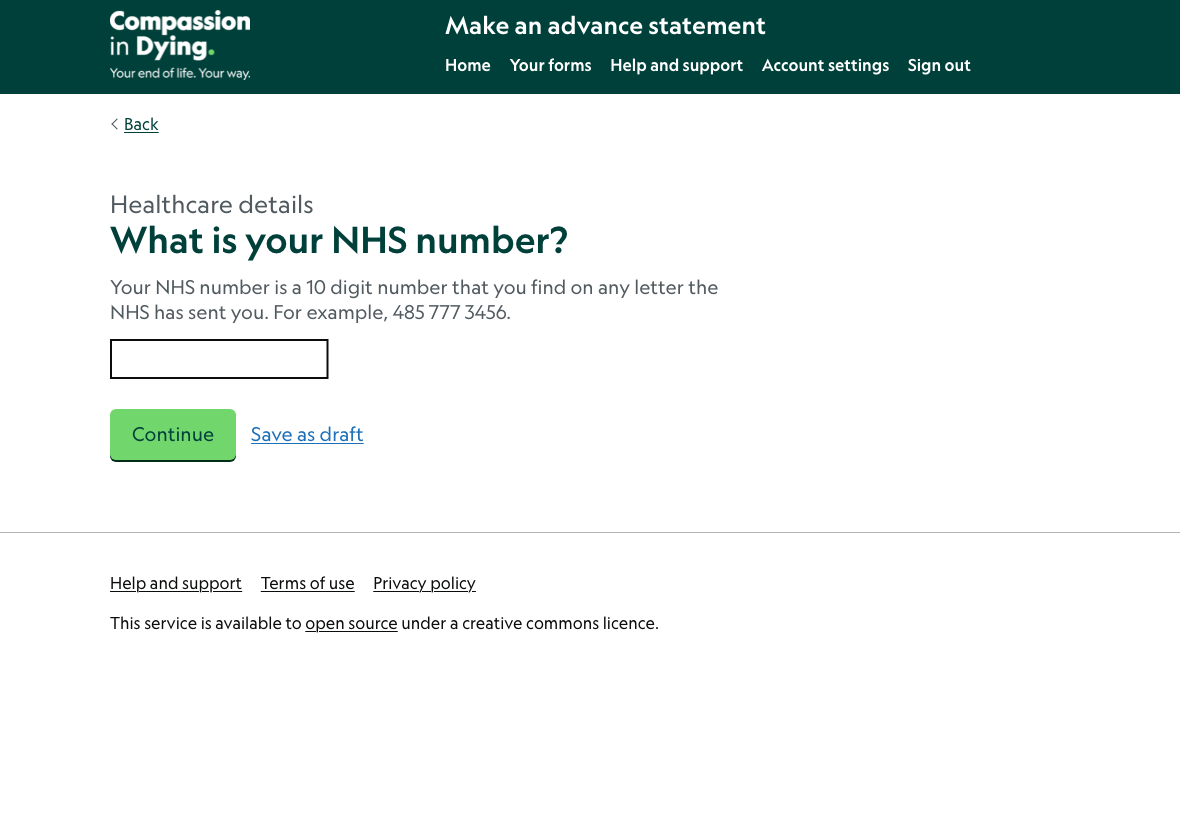 Compassion
in Dying.
Your end of life. Your way.
Make an advance statement
Home Your forms Help and support Account settings Sign out
Back
Healthcare details
What is your NHS number?
Your NHS number is a 10 digit number that you find on any letter the
NHS has sent you. For example, 485 777 3456.
Continue Save as draft
Help and support Terms of use Privacy policy
This service is available to open source under a creative commons licence.